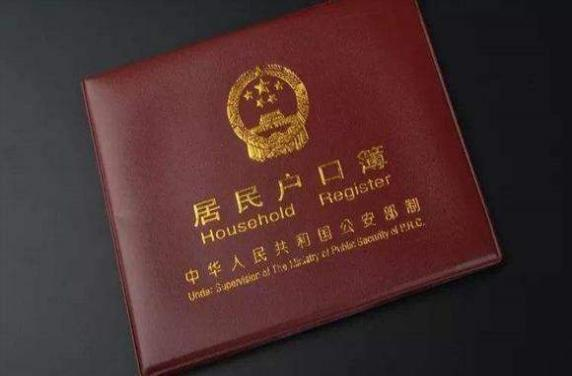 居民户口簿
Household Register
中华人民共和国公安部制
Under Supervision of The Ministry of Public Security of P.R.C.